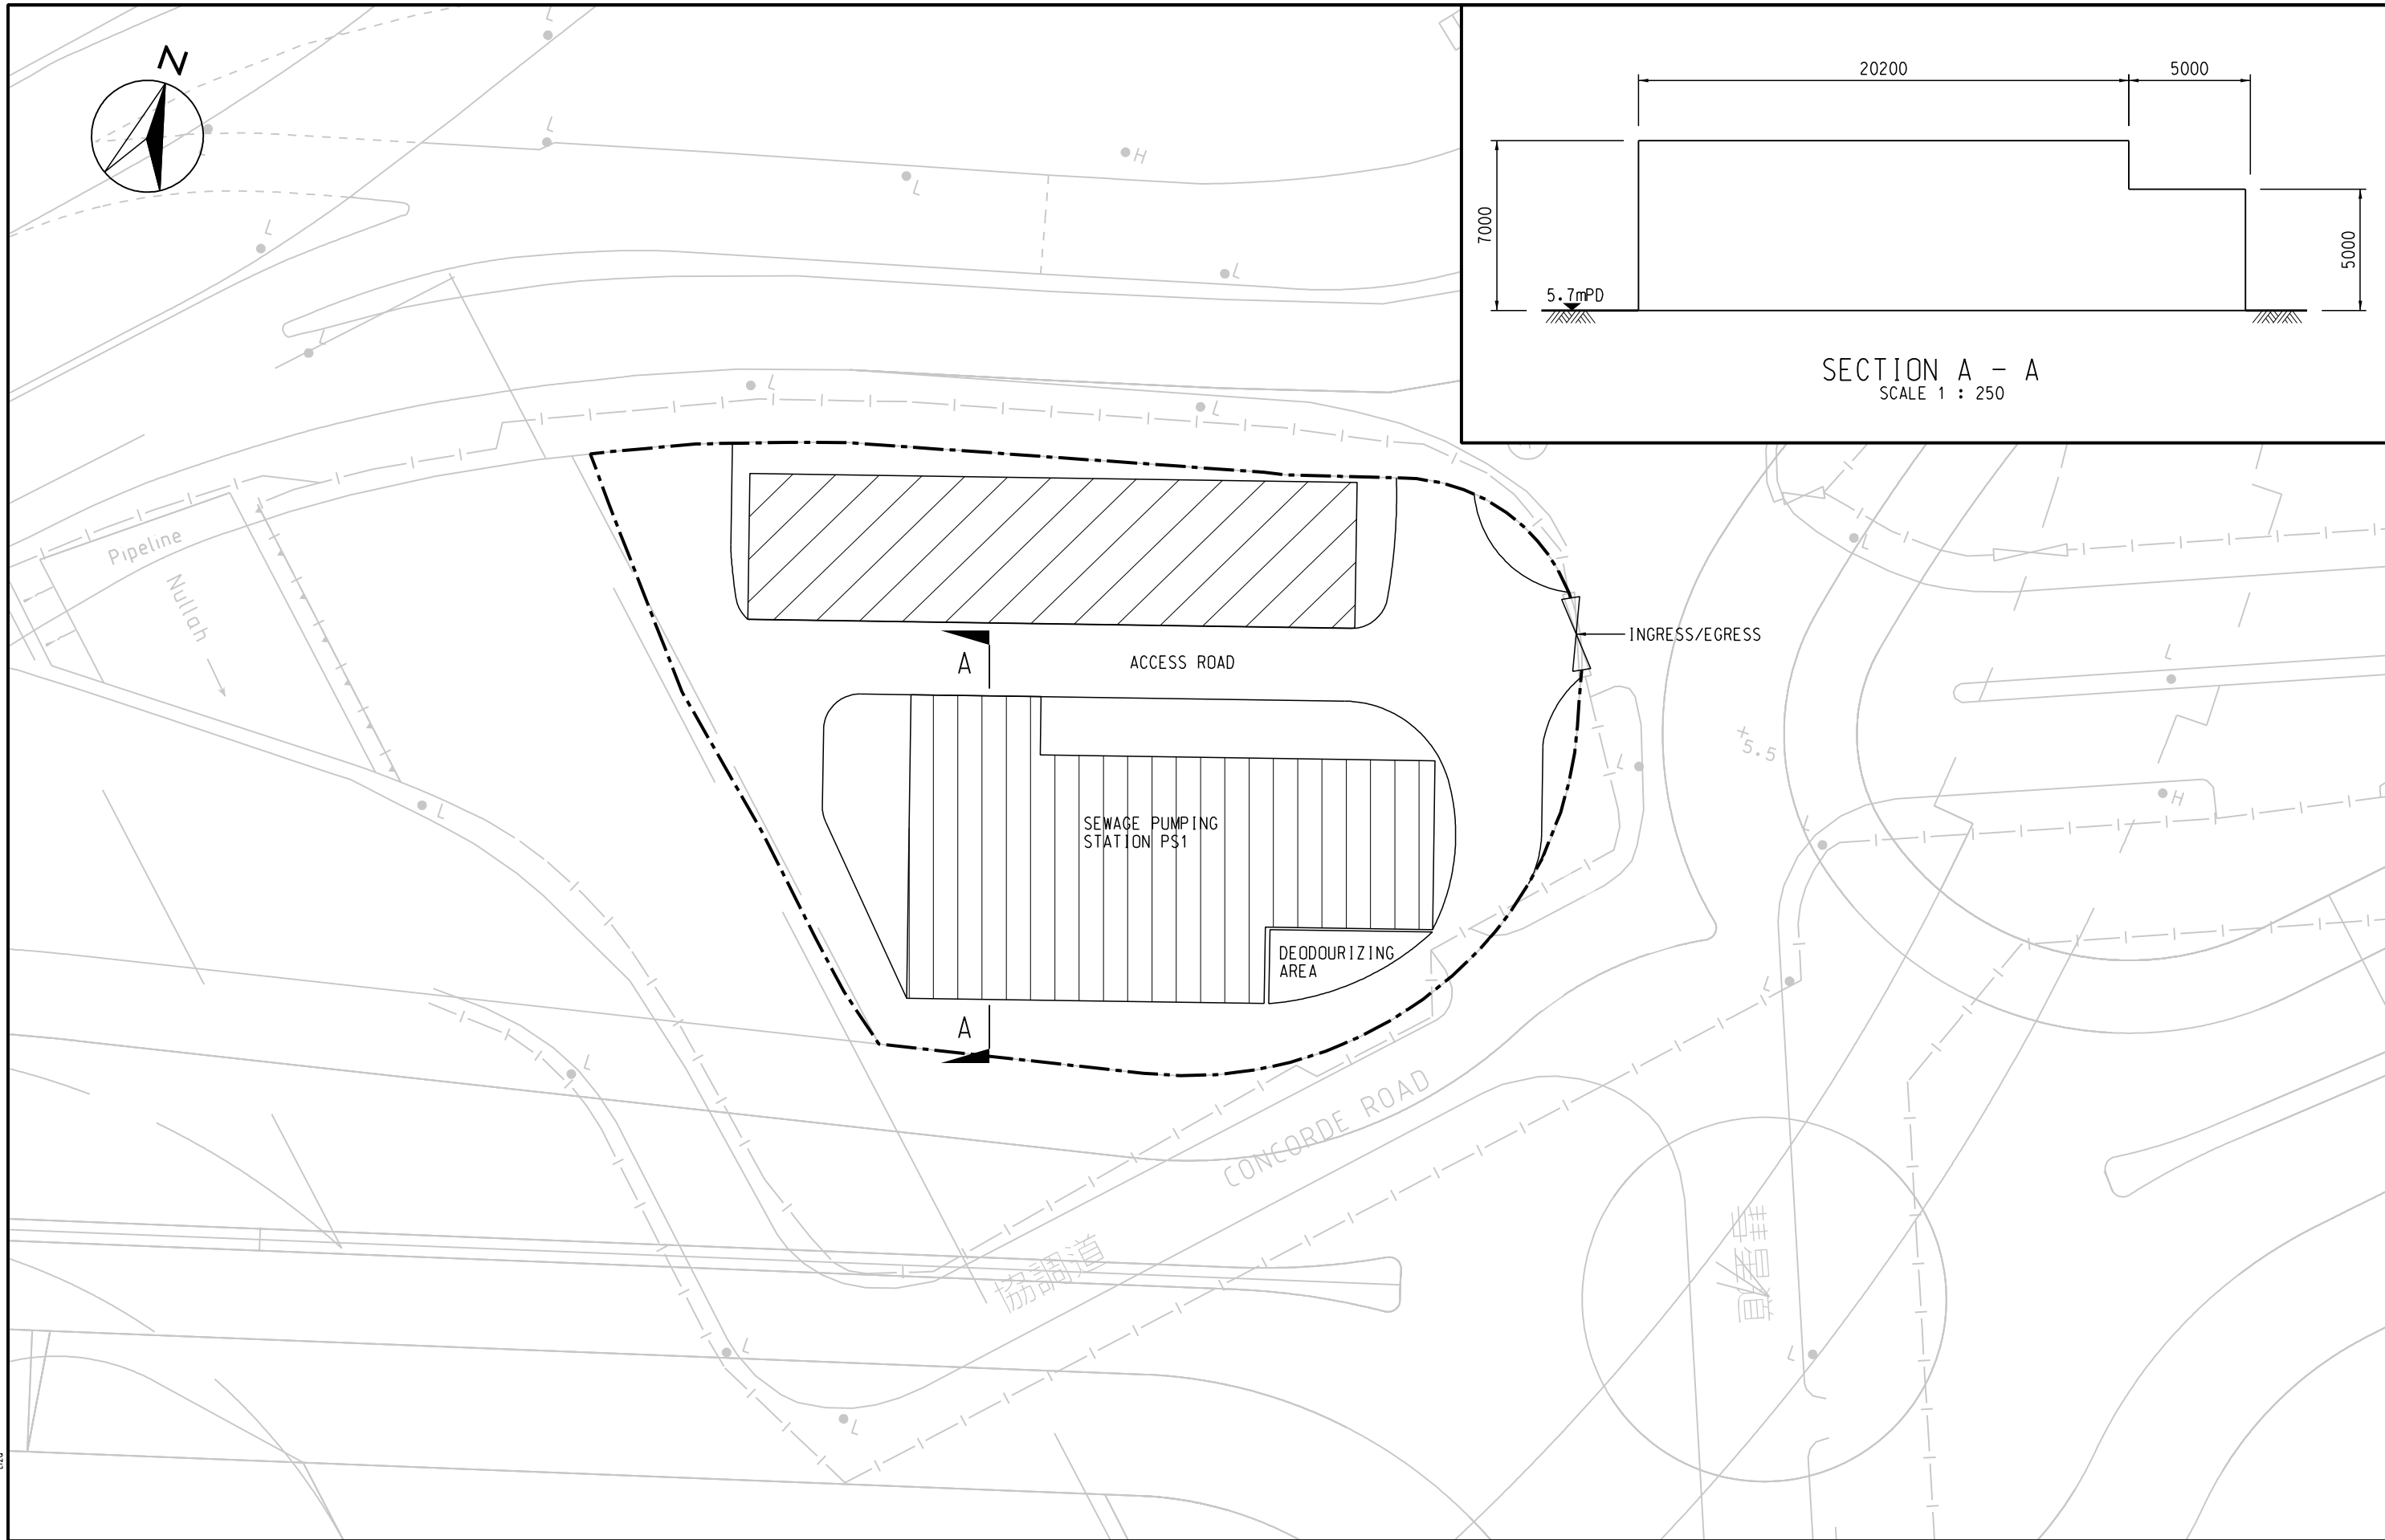 N
20200
5000
7000
5000
5.7mPD
SECTION A - A
SCALE 1 : 250
H
L
L
L
L
L
L
L
L
L
Pipeline
Nullah
INGRESS/EGRESS
A
ACCESS ROAD
L
L
+
5.5
L
L
H
L
SEWAGE PUMPING
STATION PS1
DEODOURIZING
AREA
L
A
L
CONCORDE ROAD
協調道
L
L
L